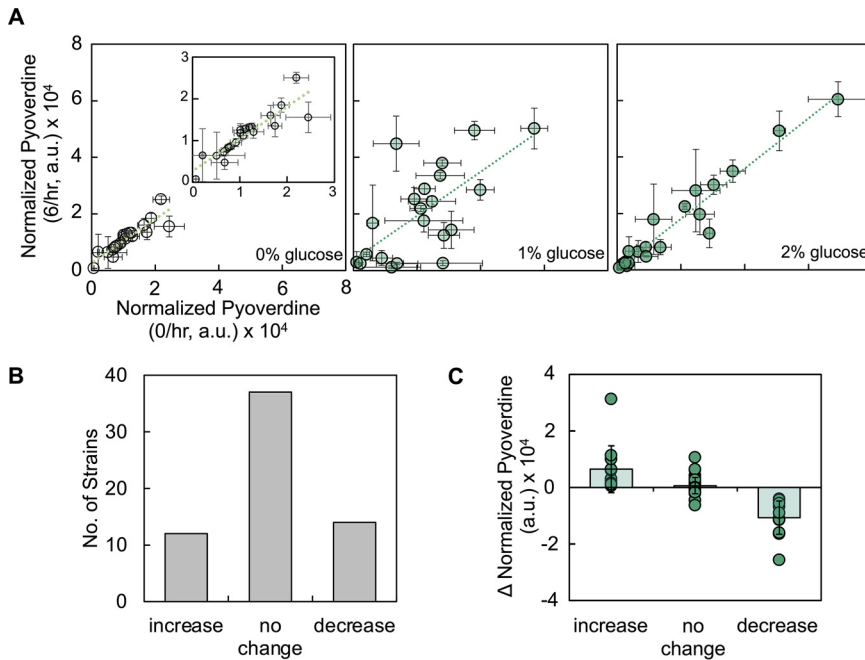 A
Normalized Pyoverdine
(6/hr, a.u.) x 10⁴
8
6
4
2
0
3
2
1
0
0
1
2
3
0% glucose
1% glucose
2% glucose
0
2
4
8
Normalized Pyoverdine
(0/hr, a.u.) x 10⁴
B
No. of Strains
40
30
20
10
0
increase
no
change
decrease
C
Δ Normalized Pyoverdine
(a.u.) x 10⁴
4
2
0
-2
-4
increase
no
change
decrease